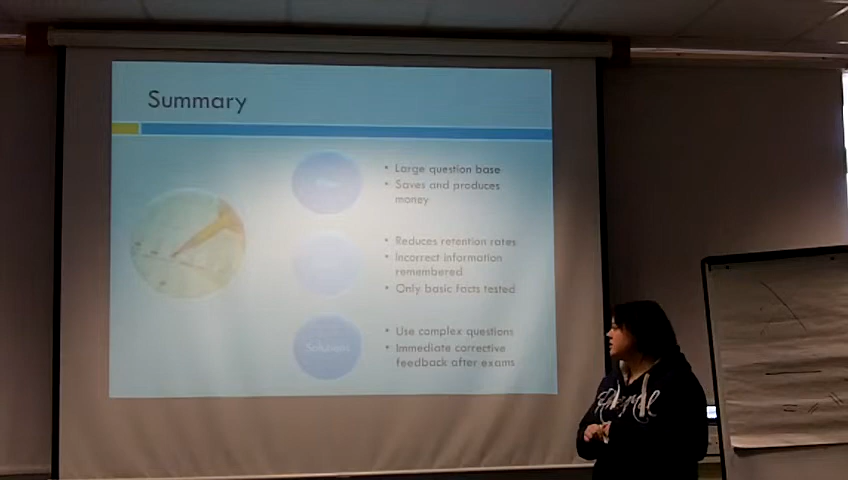 Summary
• Large question base
• Saves and produces
money
• Reduces retention rates
• Incorrect information
remembered
• Only basic facts tested
Solutions
• Use complex questions
• Immediate corrective
feedback after exams